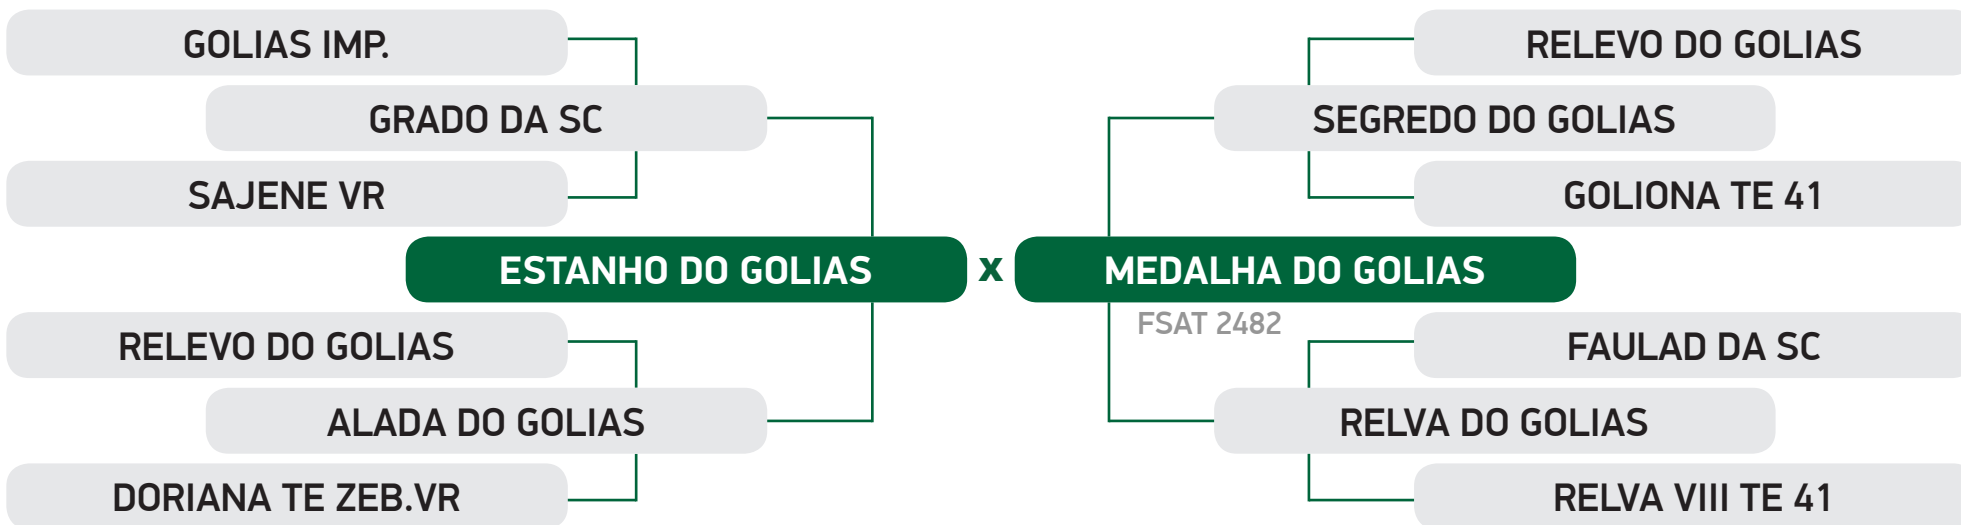 GOLIAS IMP.
RELEVO DO GOLIAS
GRADO DA SC
SEGREDO DO GOLIAS
SAJENE VR
GOLIONA TE 41
ESTANHO DO GOLIAS x MEDALHA DO GOLIAS
FSAT 2482
RELEVO DO GOLIAS
FAULAD DA SC
ALADA DO GOLIAS
RELVA DO GOLIAS
DORIANA TE ZEB.VR
RELVA VIII TE 41